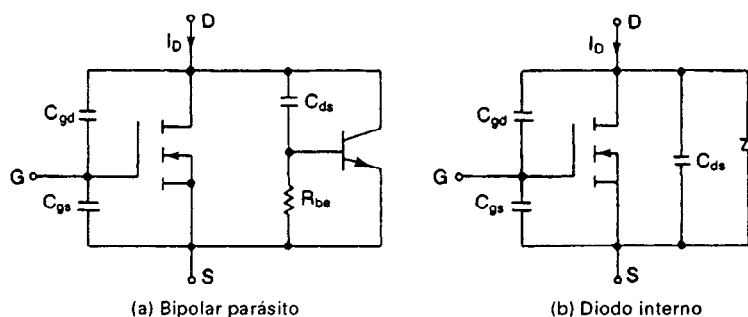 D
I_D
C_gd
C_ds
G
C_gs
R_be
S
(a) Bipolar parásito
D
I_D
C_gd
C_ds
G
C_gs
S
(b) Diodo interno